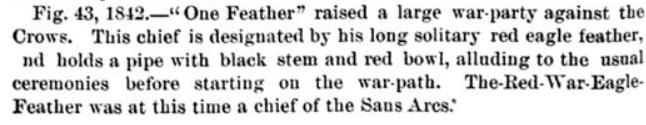 Fig. 43, 1842.—“One Feather” raised a large war-party against the
Crows. This chief is designated by his long solitary red eagle feather,
nd holds a pipe with black stem and red bowl, alluding to the usual
ceremonies before starting on the war-path. The-Red-War-Eagle-
Feather was at this time a chief of the Sans Arcs.